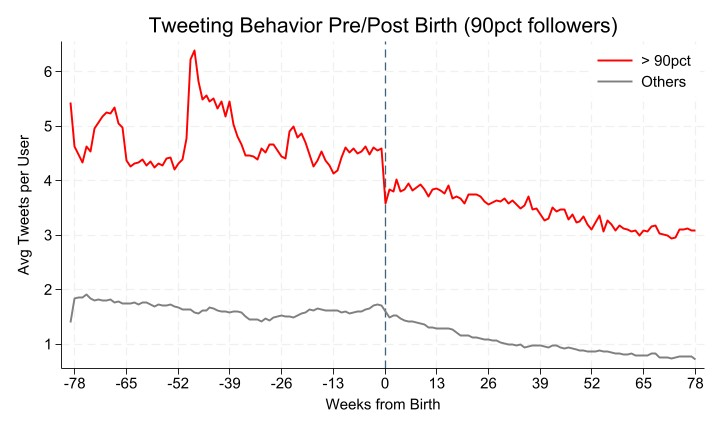 Tweeting Behavior Pre/Post Birth (90pct followers)
> 90pct
Others
Avg Tweets per User
6
5
4
3
2
1
-78 -65 -52 -39 -26 -13 0 13 26 39 52 65 78
Weeks from Birth